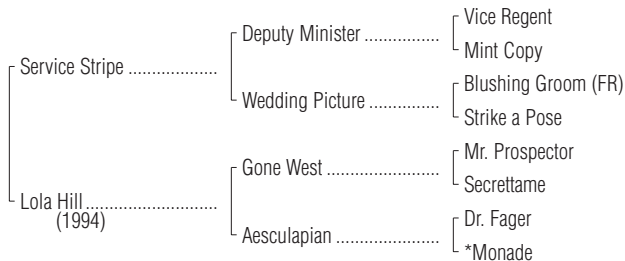 Vice Regent
Deputy Minister ................
Mint Copy
Service Stripe ...................
Blushing Groom (FR)
Wedding Picture ...............
Strike a Pose
Mr. Prospector
Gone West ........................
Secrettame
Lola Hill ............................
(1994)
Dr. Fager
Aesculapian ......................
*Monade